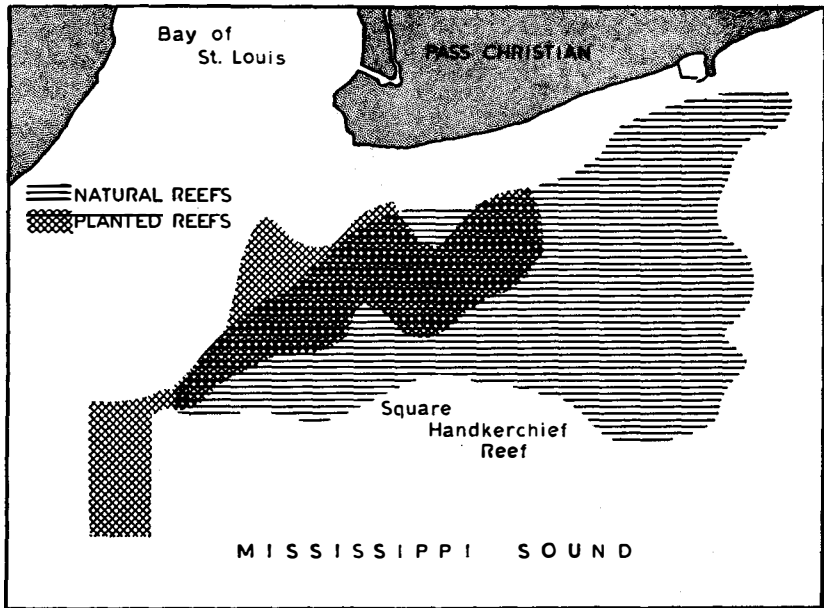 Bay of
St. Louis
PASS CHRISTIAN
NATURAL REEFS
PLANTED REEFS
Square
Handkerchief
Reef
MISSISSIPPI SOUND